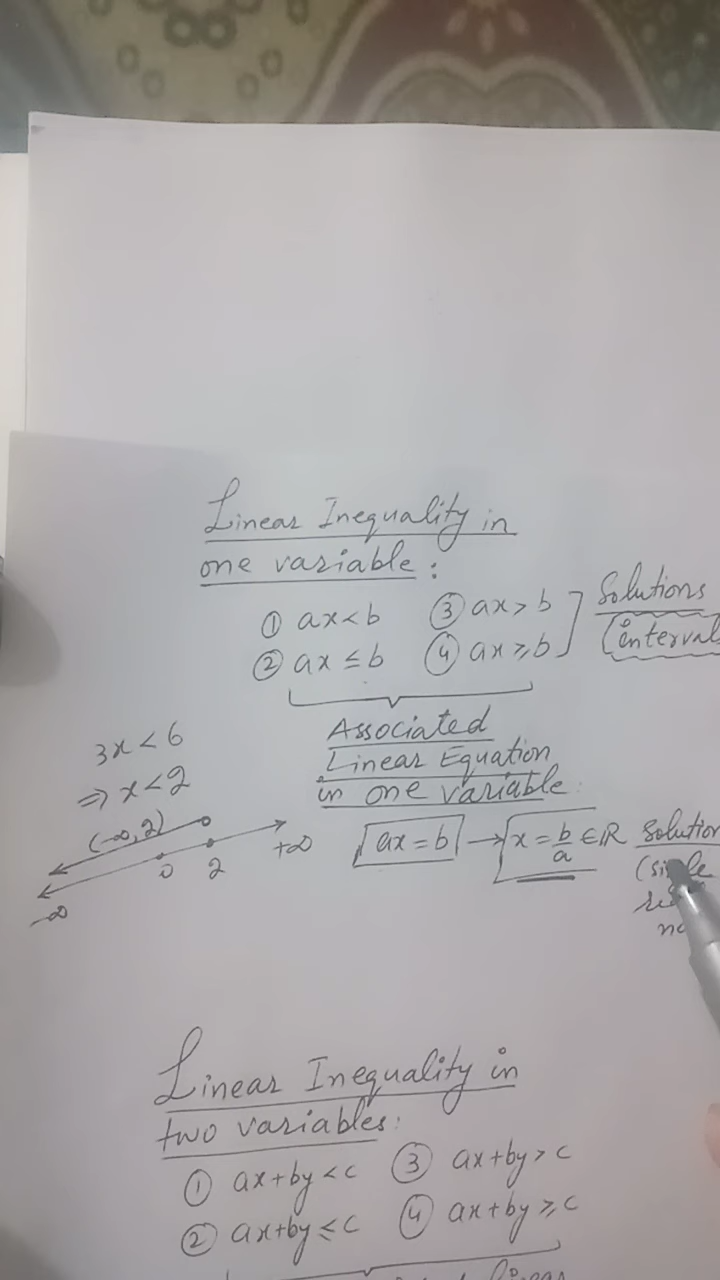 Linear Inequality in
one variable:
① ax < b ③ ax > b
② ax ≤ b ④ ax ≥ b
Solutions
(interval
3x < 6
⇒ x < 2
(-∞, 2)
-∞ 0 2 +∞
Associated
Linear Equation
in one variable:
ax = b → x = b/a ∈ ℝ Solution
Linear Inequality in
two variables:
① ax+by < c ③ ax+by > c
② ax+by ≤ c ④ ax+by ≥ c